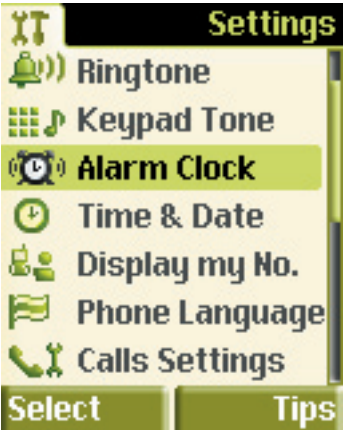 Settings
Ringtone
Keypad Tone
Alarm Clock
Time & Date
Display my No.
Phone Language
Calls Settings
Select Tips